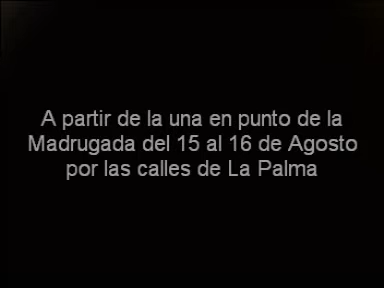 A partir de la una en punto de la
Madrugada del 15 al 16 de Agosto
por las calles de La Palma